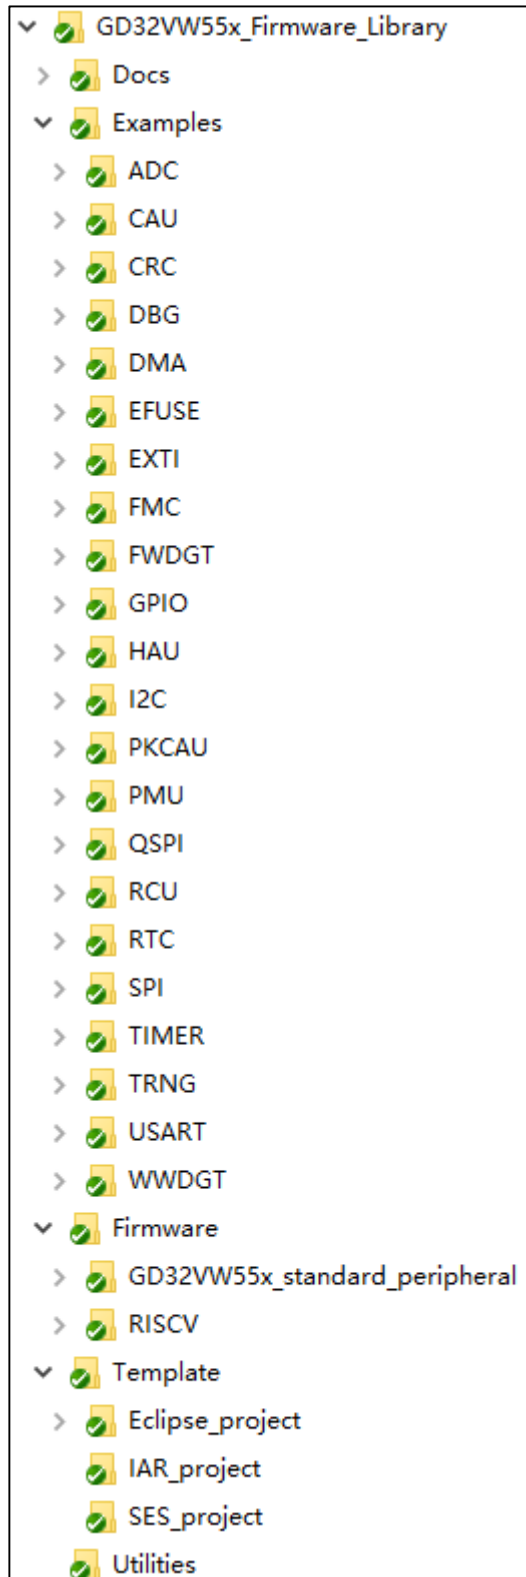 GD32VW55x_Firmware_Library
Docs
Examples
ADC
CAU
CRC
DBG
DMA
EFUSE
EXTI
FMC
FWDGT
GPIO
HAU
I2C
PKCAU
PMU
QSPI
RCU
RTC
SPI
TIMER
TRNG
USART
WWDGT
Firmware
GD32VW55x_standard_peripheral
RISCV
Template
Eclipse_project
IAR_project
SES_project
Utilities